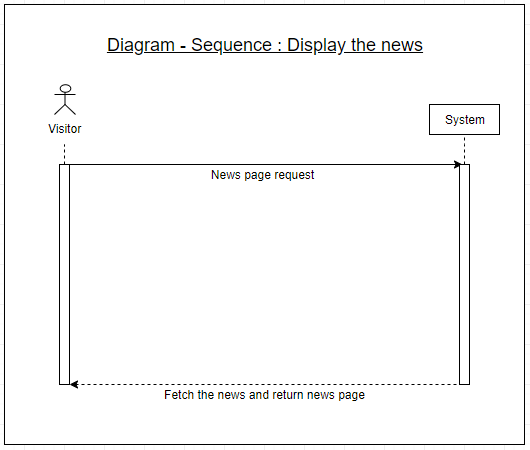 Diagram - Sequence : Display the news
Visitor
System
News page request
Fetch the news and return news page